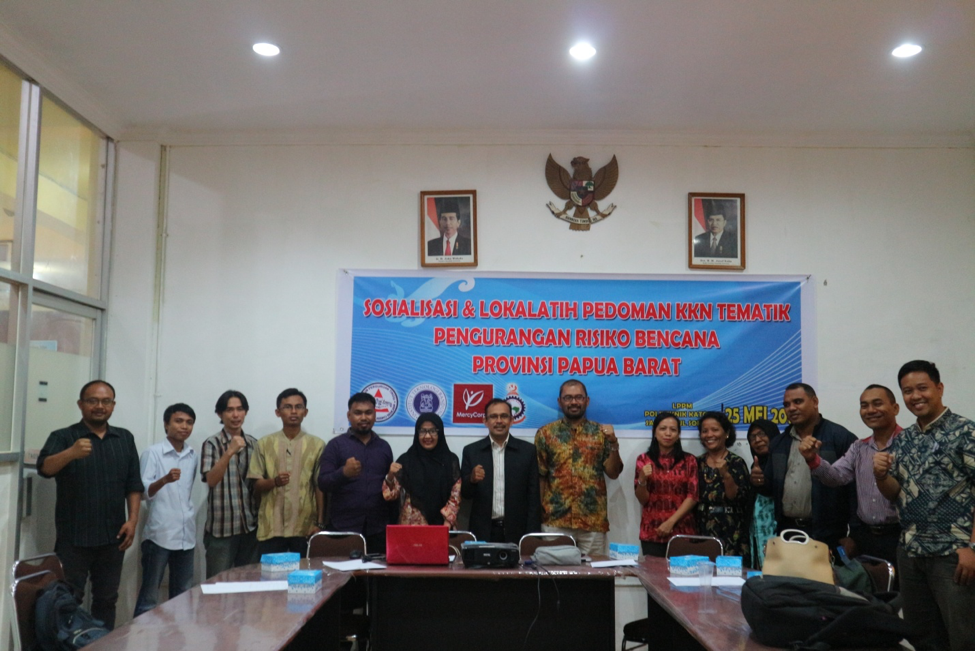 SOSIALISASI & LOKALATIH PEDOMAN KKN TEMATIK
PENGURANGAN RISIKO BENCANA
PROVINSI PAPUA BARAT
MercyCorps
LPPM
25 MEI 20